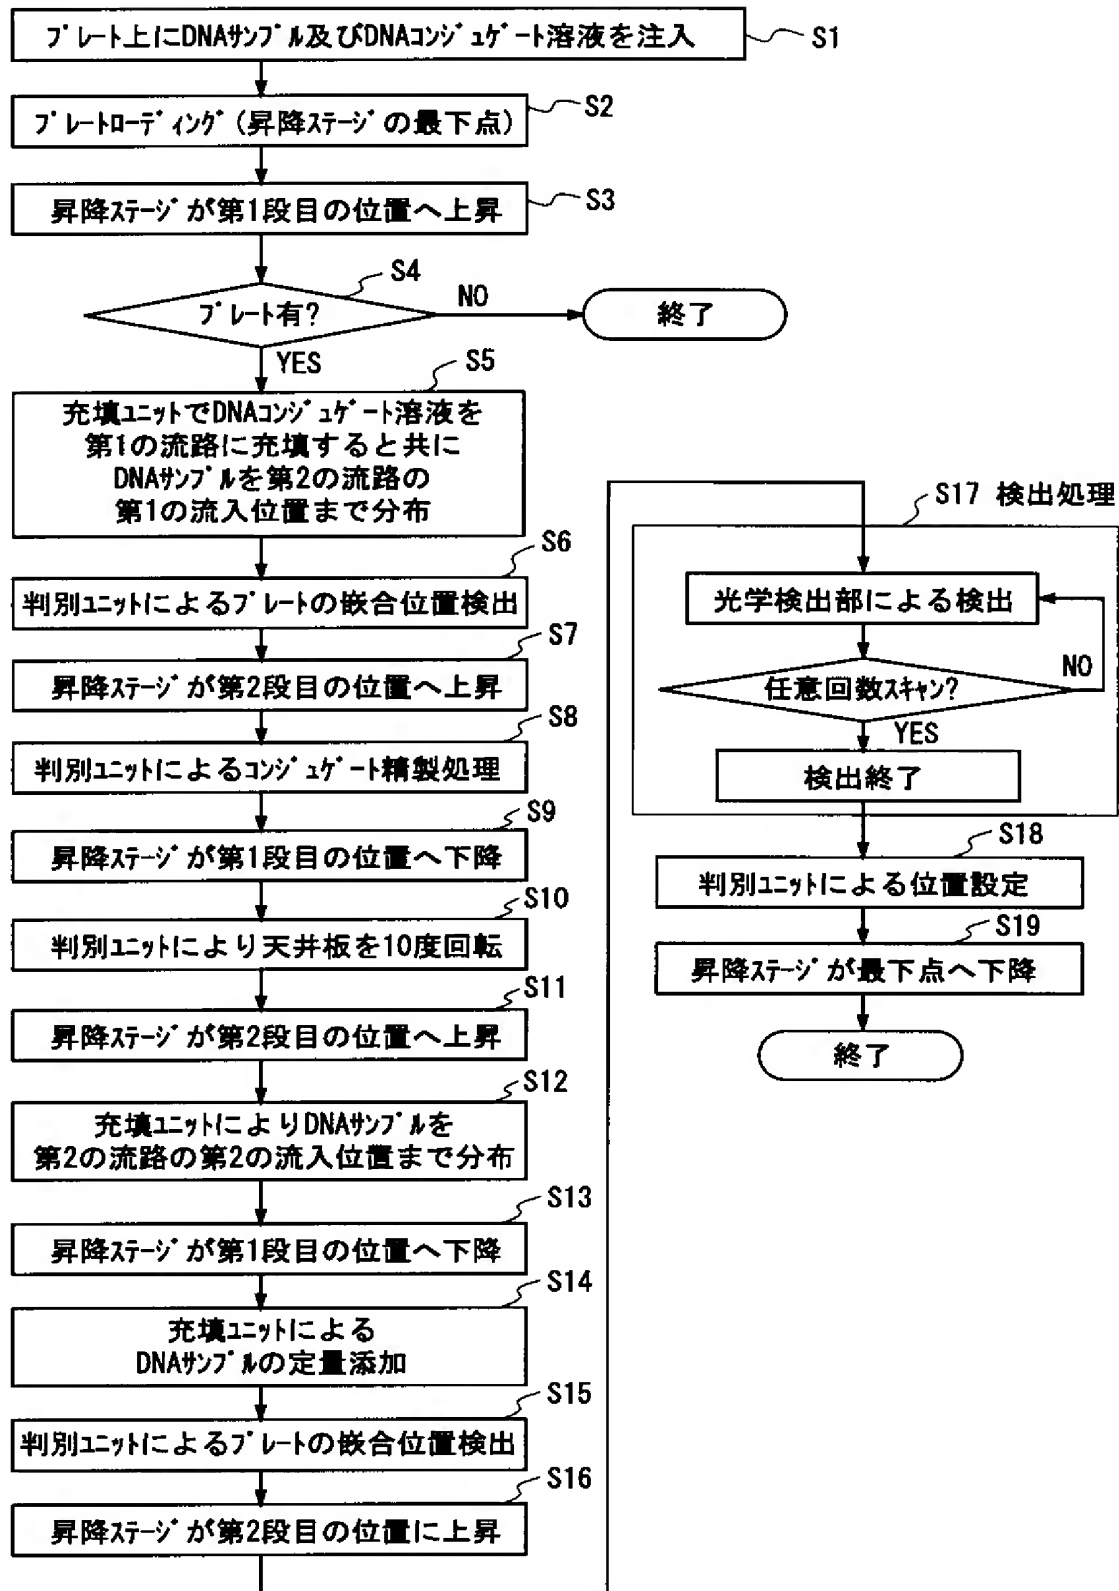 プレート上にDNAサンプル及びDNAコンジュゲート溶液を注入
S1
プレートローディング(昇降ステージの最下点)
S2
昇降ステージが第1段目の位置へ上昇
S3
S4
プレート有?
NO
終了
YES
S5
充填ユニットでDNAコンジュゲート溶液を
第1の流路に充填すると共に
DNAサンプルを第2の流路の
第1の流入位置まで分布
S6
判別ユニットによるプレートの嵌合位置検出
S7
昇降ステージが第2段目の位置へ上昇
S8
判別ユニットによるコンジュゲート精製処理
S9
昇降ステージが第1段目の位置へ下降
S10
判別ユニットにより天井板を10度回転
S11
昇降ステージが第2段目の位置へ上昇
S12
充填ユニットによりDNAサンプルを
第2の流路の第2の流入位置まで分布
S13
昇降ステージが第1段目の位置へ下降
S14
充填ユニットによる
DNAサンプルの定量添加
S15
判別ユニットによるプレートの嵌合位置検出
S16
昇降ステージが第2段目の位置に上昇
S17 検出処理
光学検出部による検出
NO
任意回数スキャン?
YES
検出終了
S18
判別ユニットによる位置設定
S19
昇降ステージが最下点へ下降
終了